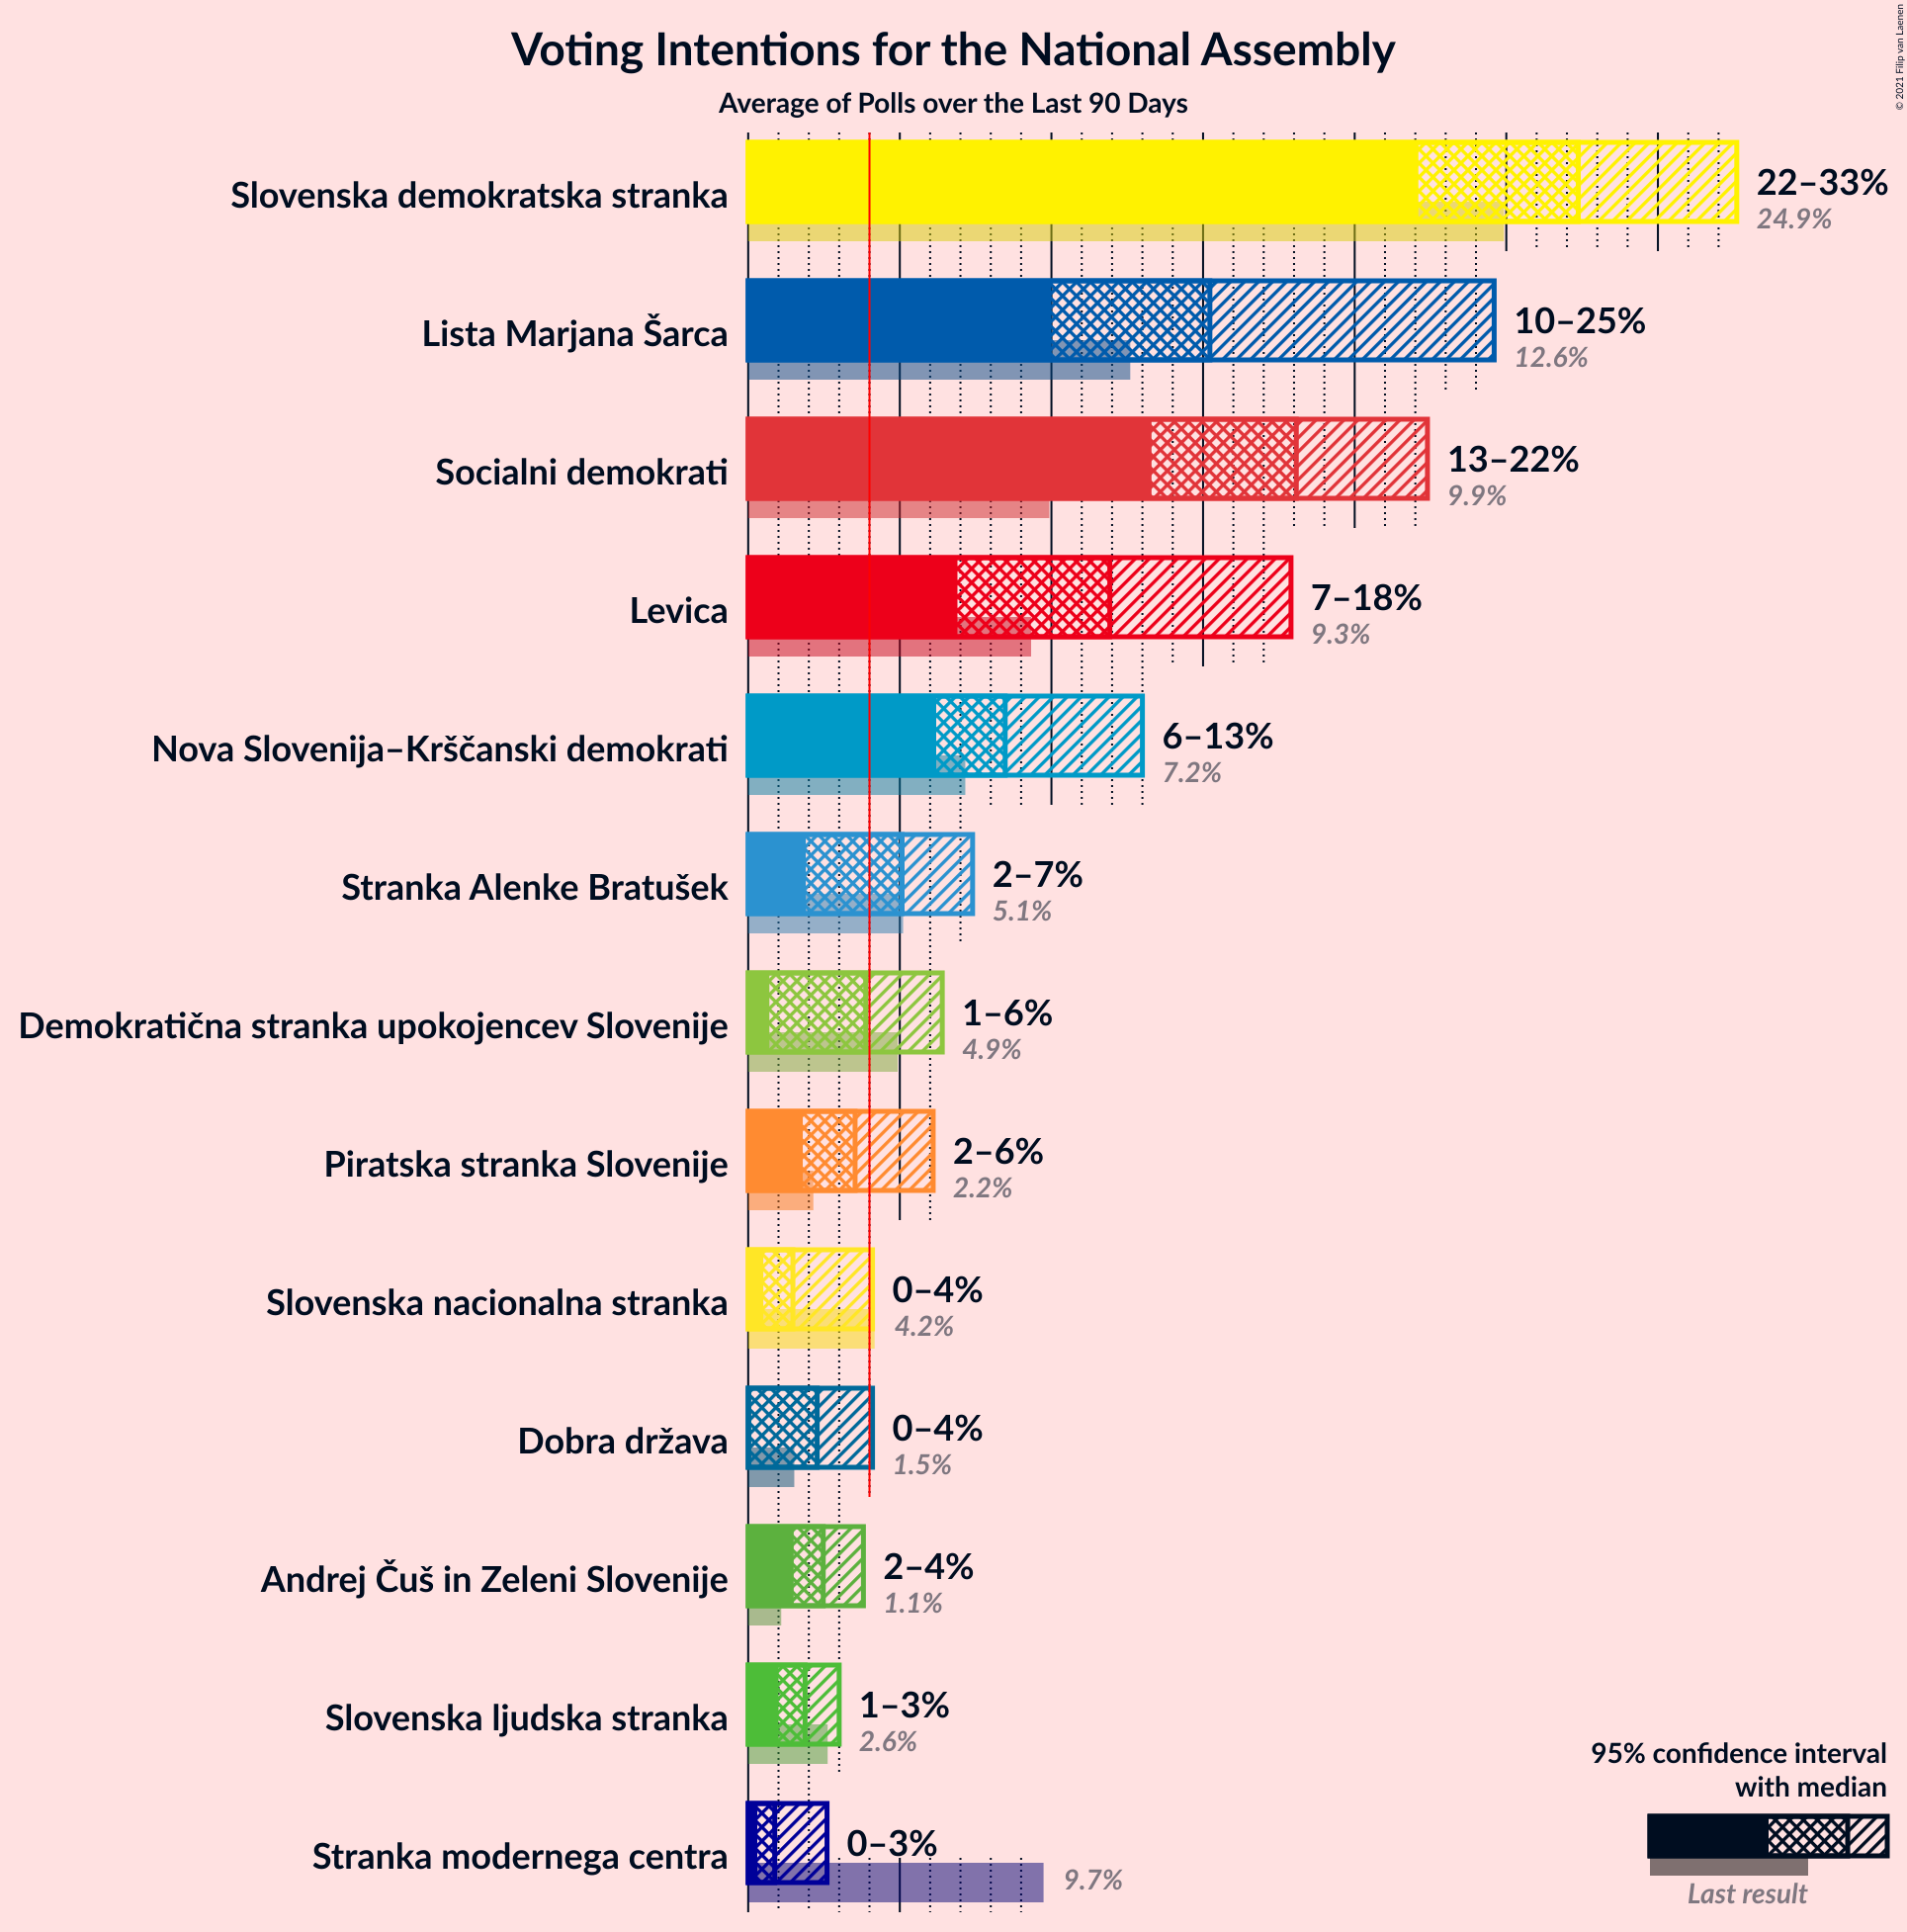 Voting Intentions for the National Assembly
Average of Polls over the Last 90 Days
© 2021 Filip van Laenen
Slovenska demokratska stranka
22–33%
24.9%
Lista Marjana Šarca
10–25%
12.6%
Socialni demokrati
13–22%
9.9%
Levica
7–18%
9.3%
Nova Slovenija–Krščanski demokrati
6–13%
7.2%
Stranka Alenke Bratušek
2–7%
5.1%
Demokratična stranka upokojencev Slovenije
1–6%
4.9%
Piratska stranka Slovenije
2–6%
2.2%
Slovenska nacionalna stranka
0–4%
4.2%
Dobra država
0–4%
1.5%
Andrej Čuš in Zeleni Slovenije
2–4%
1.1%
Slovenska ljudska stranka
1–3%
2.6%
Stranka modernega centra
0–3%
9.7%
95% confidence interval
with median
Last result